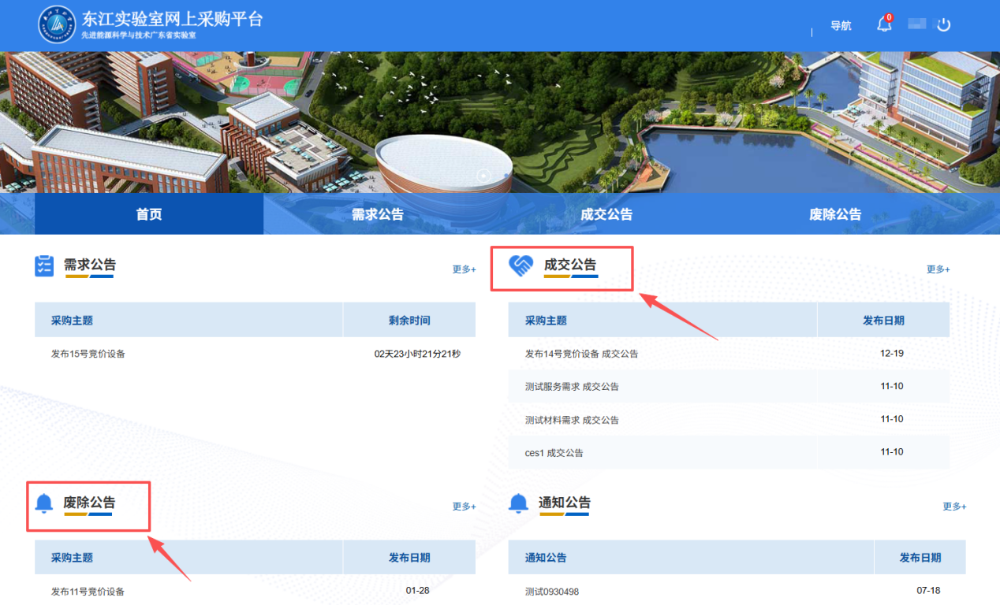 东江实验室网上采购平台
先进能源科学与技术广东省实验室
导航
0
首页
需求公告
成交公告
废除公告
需求公告
更多+
采购主题
剩余时间
发布15号竞价设备
02天23小时21分21秒
成交公告
更多+
采购主题
发布日期
发布14号竞价设备 成交公告
12-19
测试服务需求 成交公告
11-10
测试材料需求 成交公告
11-10
ces1 成交公告
11-10
废除公告
更多+
采购主题
发布日期
发布11号竞价设备
01-28
通知公告
更多+
通知公告
发布日期
测试0930498
07-18